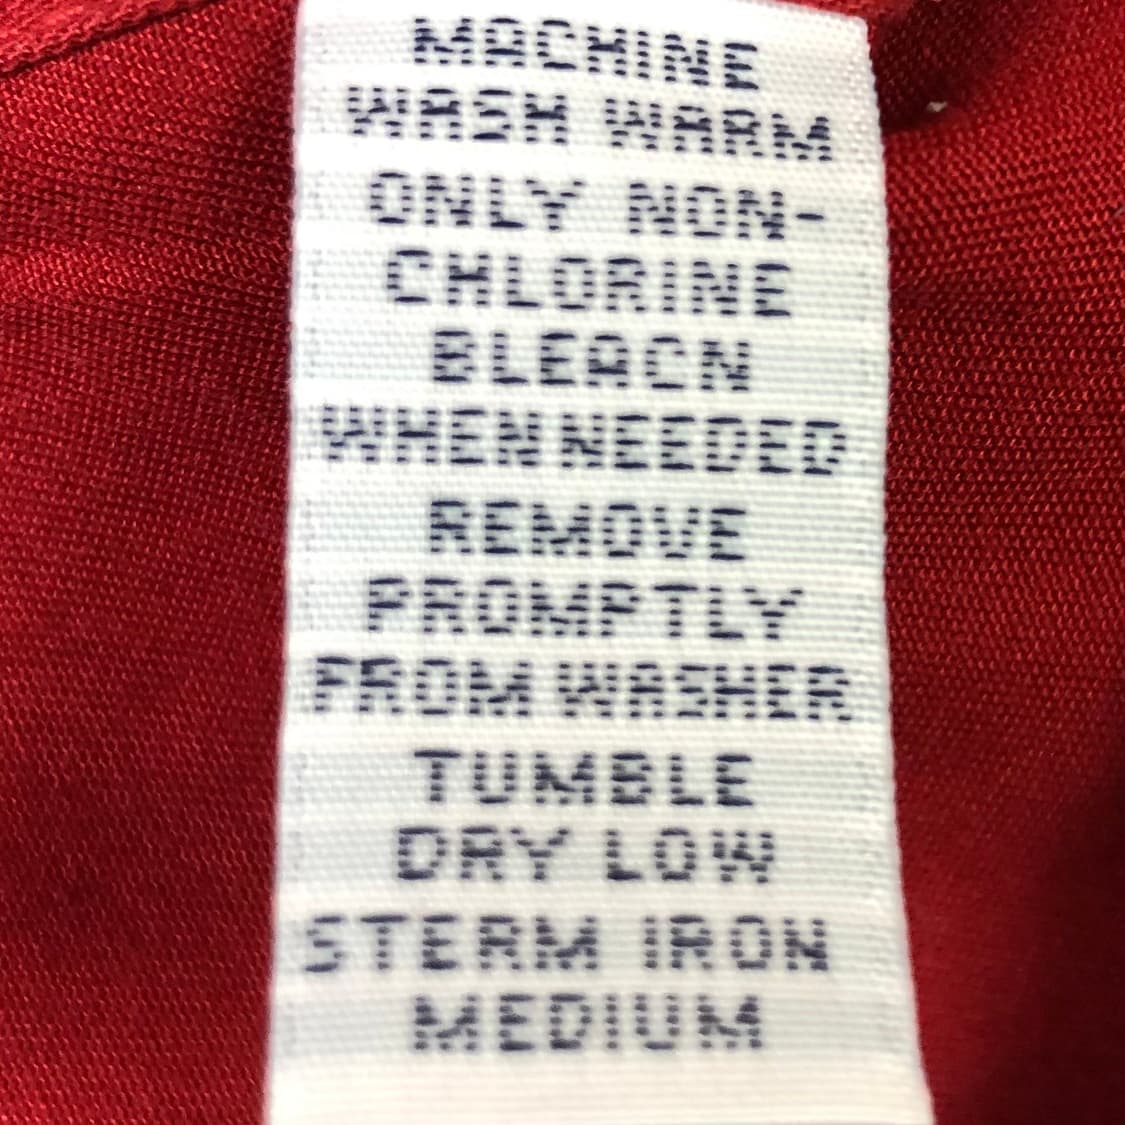 MACHINE
WASH WARM
ONLY NON-
CHLORINE
BLEACN
WHEN NEEDED
REMOVE
PROMPTLY
FROM WASHER
TUMBLE
DRY LOW
STERM IRON
MEDIUM